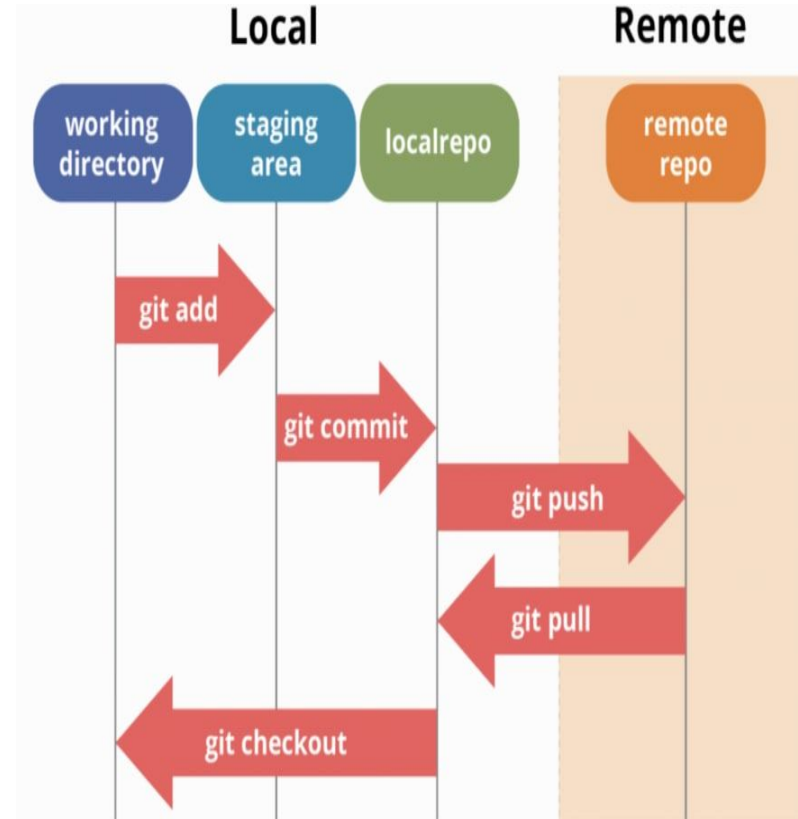 Local
Remote
working
directory
staging
area
localrepo
remote
repo
git add
git commit
git push
git pull
git checkout